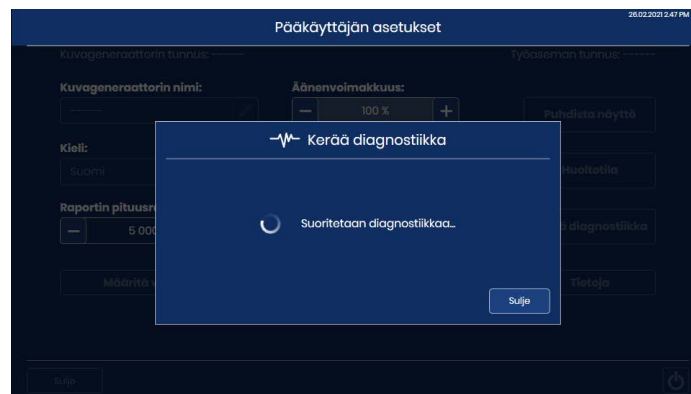 26.02.2021 2.47 PM
Pääkäyttäjän asetukset
Kuvageneraattorin tunnus: ------
Työaseman tunnus: ------
Kuvageneraattorin nimi:
Äänenvoimakkuus:
------
100 %
Puhdista näyttö
Kerää diagnostiikka
Kieli:
Suomi
Huoltotila
Raportin pituusr
5 000
Suoritetaan diagnostiikkaa...
diagnostiikka
Määritä
Tietoja
Sulje
Sulje